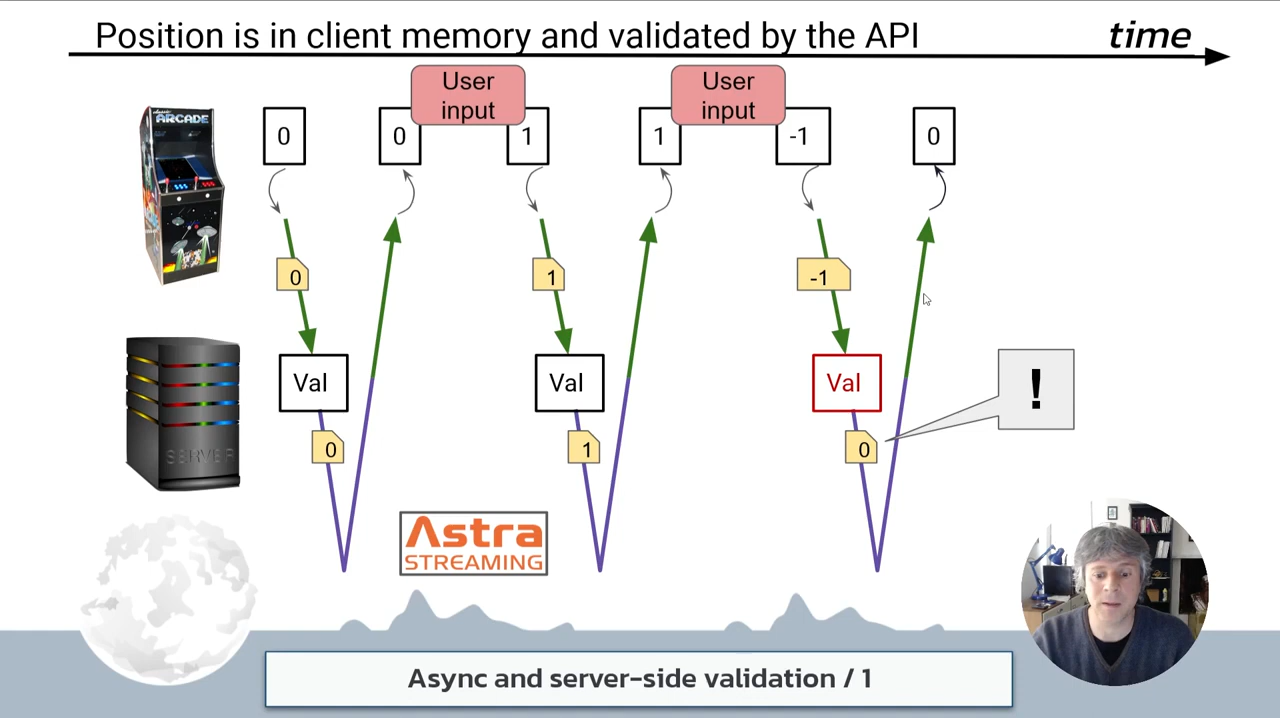 Position is in client memory and validated by the API
time
User
input
User
input
ARCADE
0
0
1
1
-1
0
0
1
-1
Val
Val
Val
!
0
1
0
SERVER
Astra
STREAMING
Async and server-side validation / 1